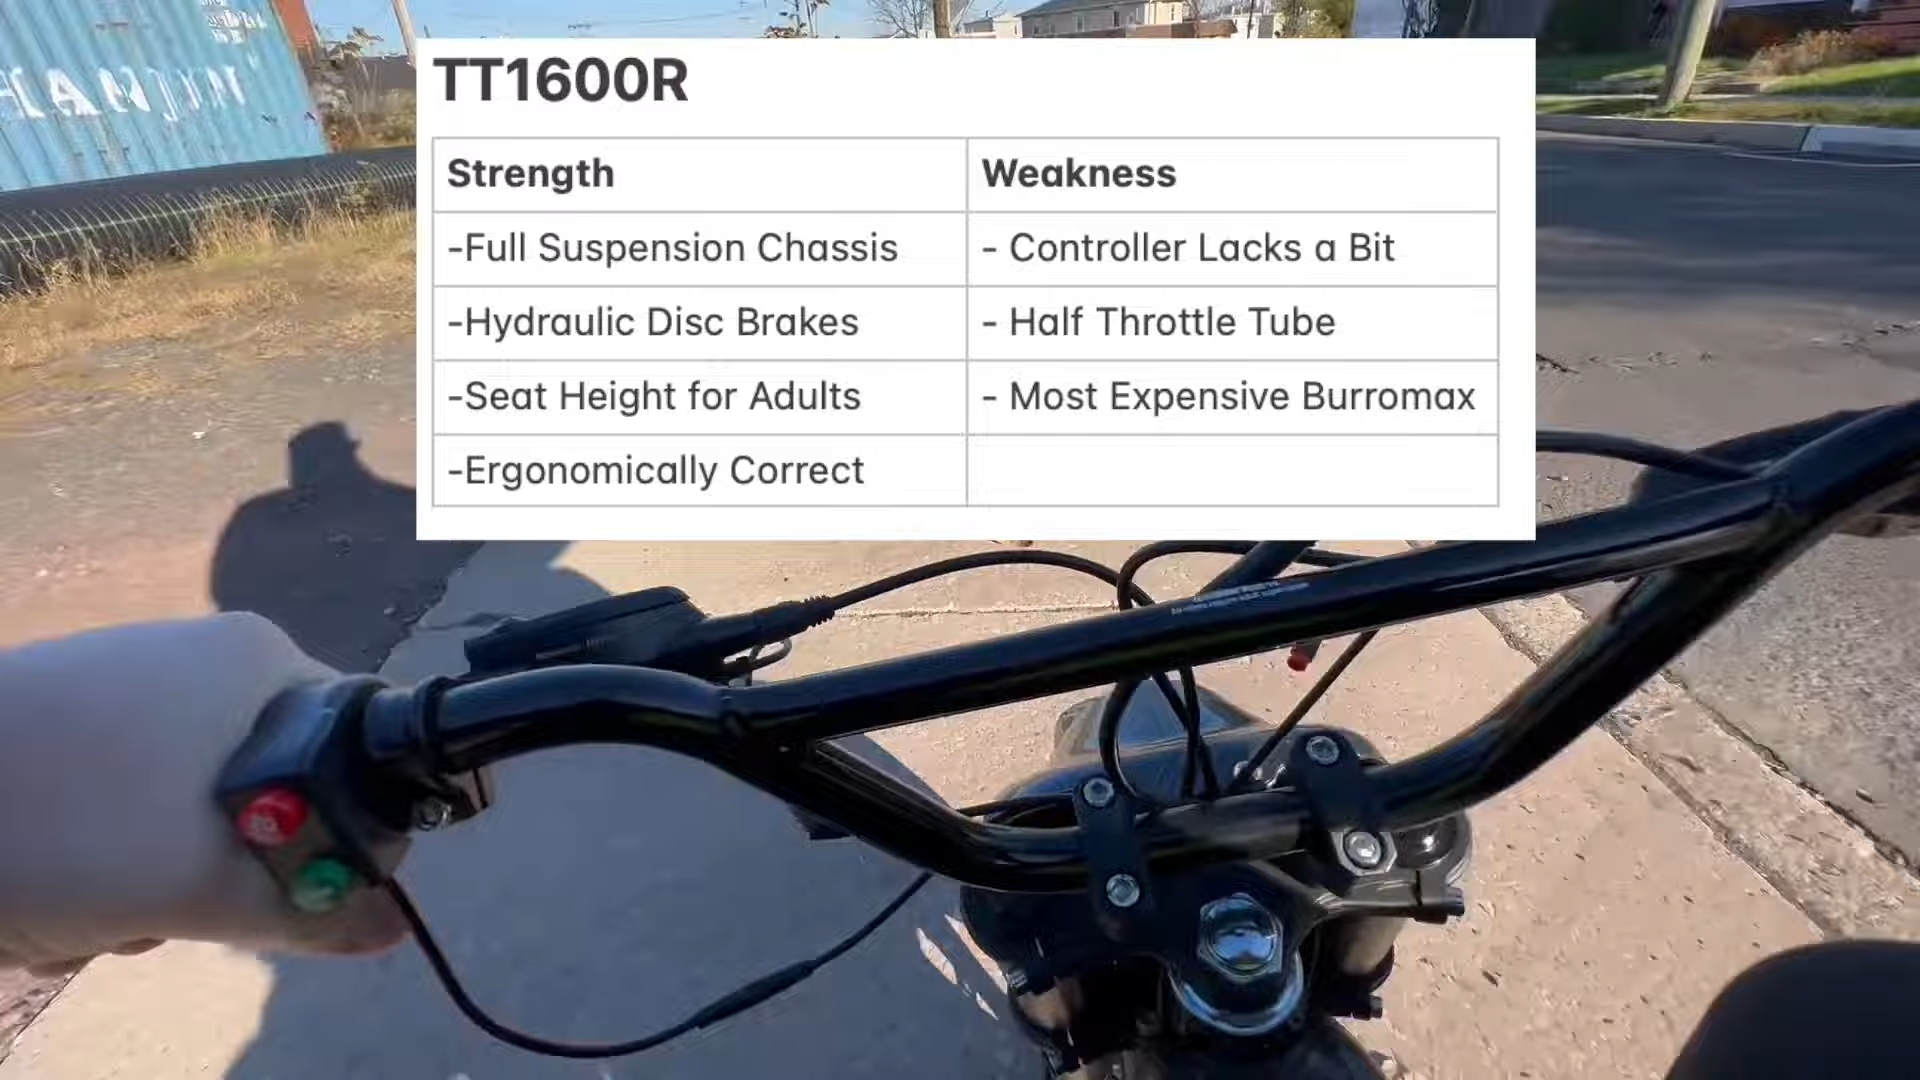 HANJIN
TT1600R
Strength
Weakness
-Full Suspension Chassis
- Controller Lacks a Bit
-Hydraulic Disc Brakes
- Half Throttle Tube
-Seat Height for Adults
- Most Expensive Burromax
-Ergonomically Correct